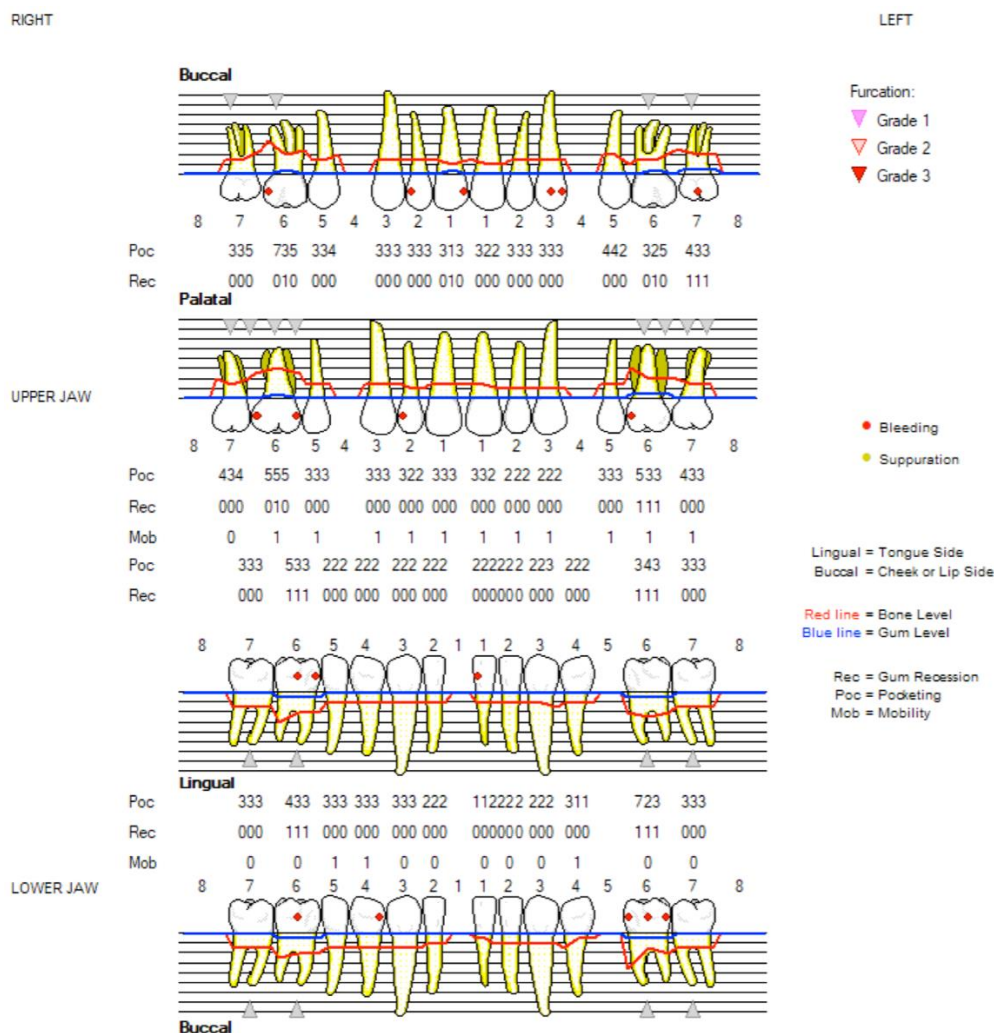 RIGHT LEFT
Buccal
Furcation:
Grade 1
Grade 2
Grade 3
8 7 6 5 4 3 2 1 1 2 3 5 6 7 8
Poc 335 735 334 333 333 313 322 333 333 442 325 433
Rec 000 010 000 000 000 010 000 000 000 000 010 111
Palatal
UPPER JAW
Bleeding
8 7 6 5 4 3 2 1 1 2 3 4 5 6 7 8
Suppuration
Poc 434 555 333 333 322 333 332 222 222 333 533 433
Rec 000 010 000 000 000 000 000 000 000 000 111 000
Mob 0 1 1 1 1 1 1 1 1 1 1 1
Lingual = Tongue Side
Poc 333 533 222 222 222 222 222222 223 222 343 333
Buccal = Cheek or Lip Side
Rec 000 111 000 000 000 000 000000 000 000 111 000
Red line = Bone Level
Blue line = Gum Level
8 7 6 5 4 3 2 1 1 2 3 4 5 6 7 8
Rec = Gum Recession
Poc = Pocketing
Mob = Mobility
Lingual
Poc 333 433 333 333 333 222 112222 222 311 723 333
Rec 000 111 000 000 000 000 000000 000 000 111 000
Mob 0 0 1 1 0 0 0 0 0 1 0 0
LOWER JAW 8 7 6 5 4 3 2 1 1 2 3 4 5 6 7 8
Buccal